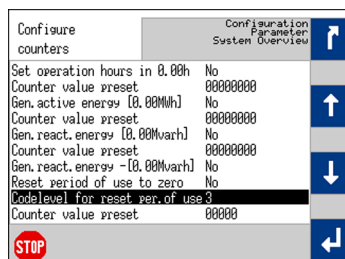 Configure
counters
Configuration
Parameter
System Overview
Set operation hours in 0.00h No
Counter value preset 00000000
Gen.active energy [0.00MWh] No
Counter value preset 00000000
Gen.react.energy [0.00Mvarh] No
Counter value preset 00000000
Gen.react.energy -[0.00Mvarh] No
Reset period of use to zero No
Codelevel for reset per.of use 3
Counter value preset 00000
STOP